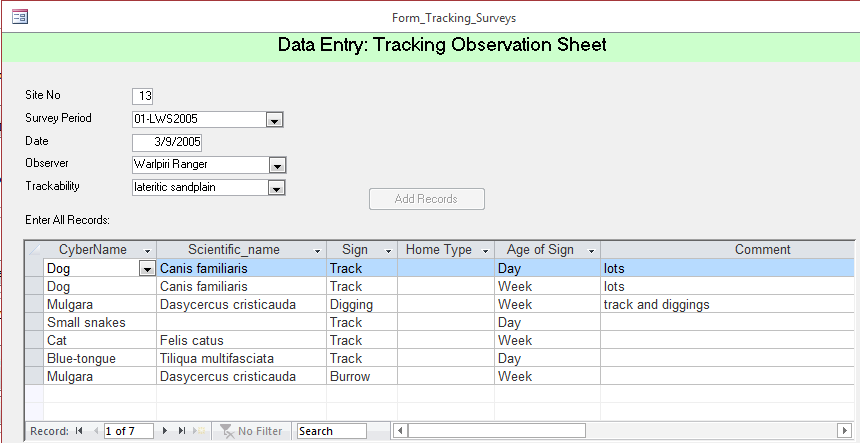 Form_Tracking_Surveys
Data Entry: Tracking Observation Sheet
Site No 13
Survey Period 01-LWS2005
Date 3/9/2005
Observer Warlpiri Ranger
Trackability lateritic sandplain
Add Records
Enter All Records:
CyberName Scientific_name Sign Home Type Age of Sign Comment
Dog Canis familiaris Track Day lots
Dog Canis familiaris Track Week lots
Mulgara Dasycercus cristicauda Digging Week track and diggings
Small snakes Track Day
Cat Felis catus Track Week
Blue-tongue Tiliqua multifasciata Track Day
Mulgara Dasycercus cristicauda Burrow Week
Record: 1 of 7 No Filter Search